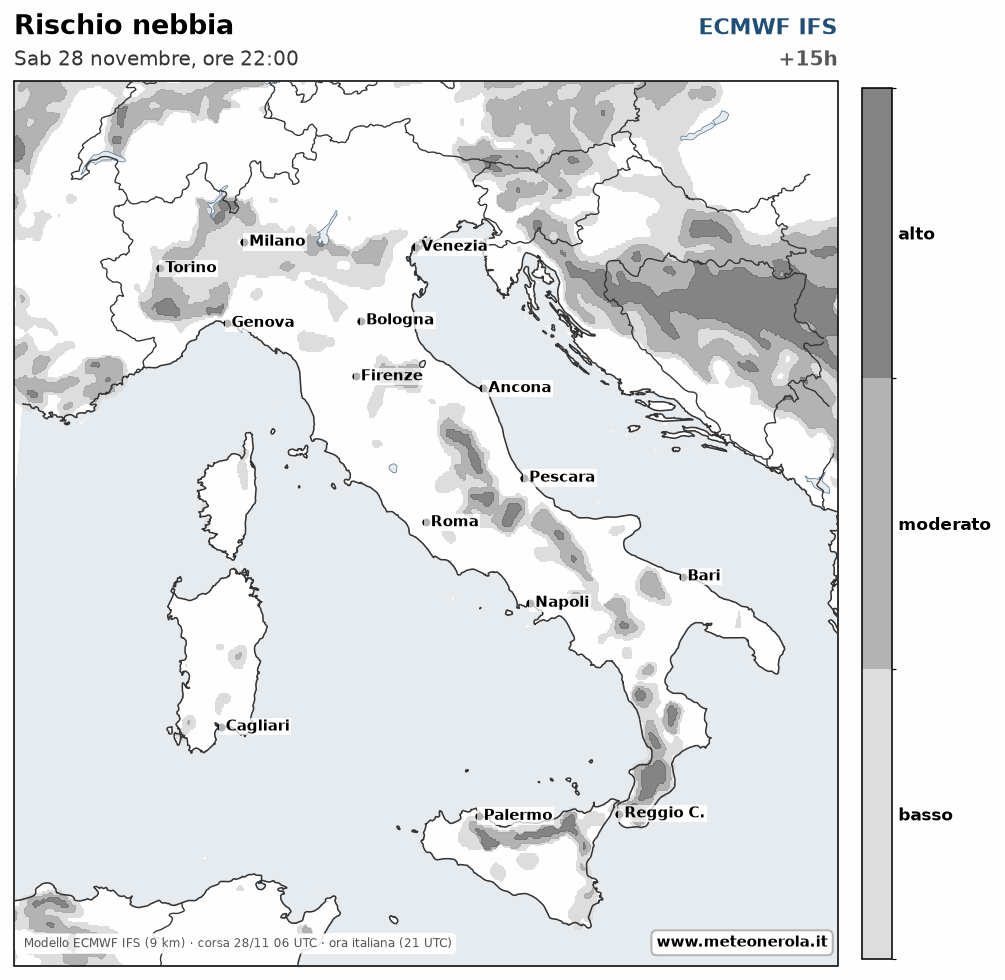 Rischio nebbia
ECMWF IFS
Sab 28 novembre, ore 22:00
+15h
Milano
Venezia
Torino
Genova
Bologna
Firenze
Ancona
Pescara
Roma
Bari
Napoli
Cagliari
Palermo
Reggio C.
alto
moderato
basso
Modello ECMWF IFS (9 km) · corsa 28/11 06 UTC · ora italiana (21 UTC)
www.meteonerola.it